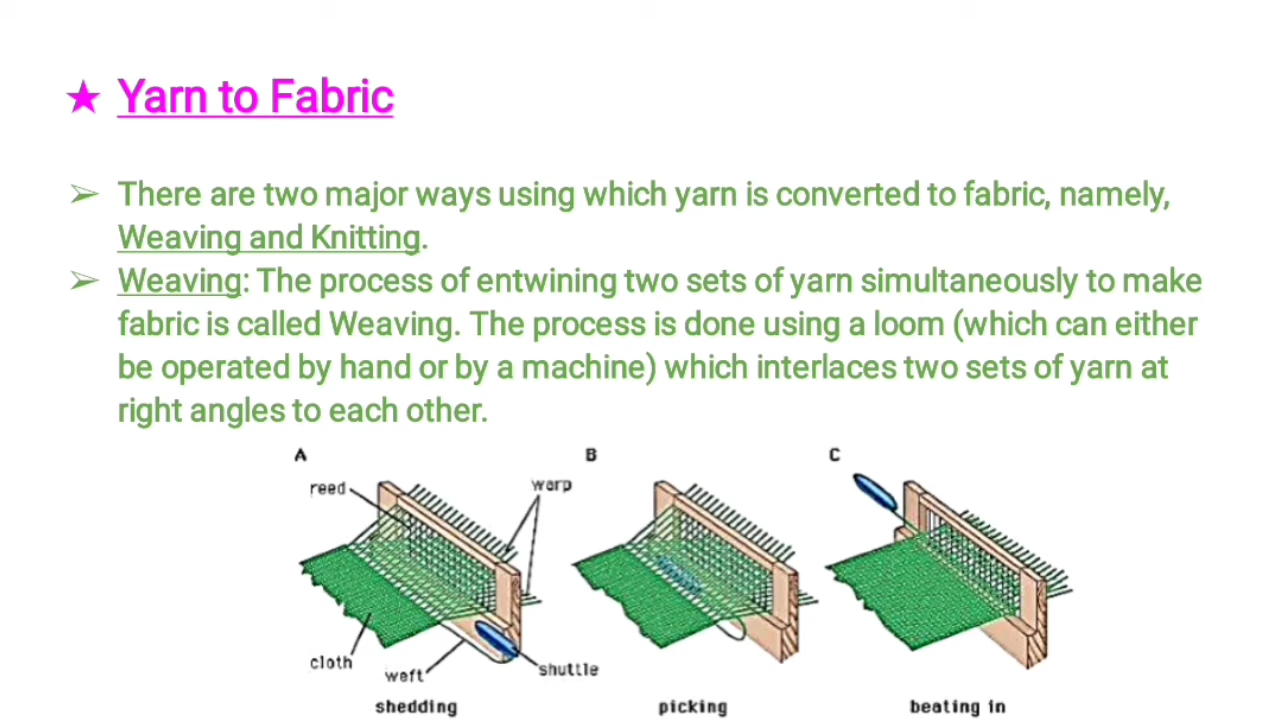 ★ Yarn to Fabric
➢ There are two major ways using which yarn is converted to fabric, namely,
Weaving and Knitting.
➢ Weaving: The process of entwining two sets of yarn simultaneously to make
fabric is called Weaving. The process is done using a loom (which can either
be operated by hand or by a machine) which interlaces two sets of yarn at
right angles to each other.
A
reed
warp
cloth
weft
shuttle
shedding
B
picking
C
beating in